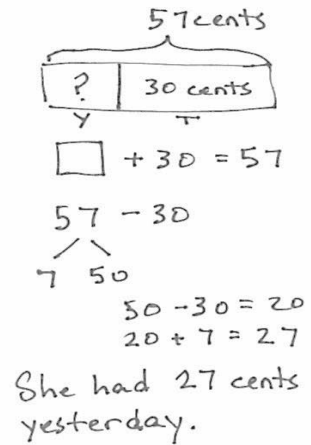 57 cents
? 30 cents
Y T
□ + 30 = 57
57 - 30
7 50
50 - 30 = 20
20 + 7 = 27
She had 27 cents
yesterday.